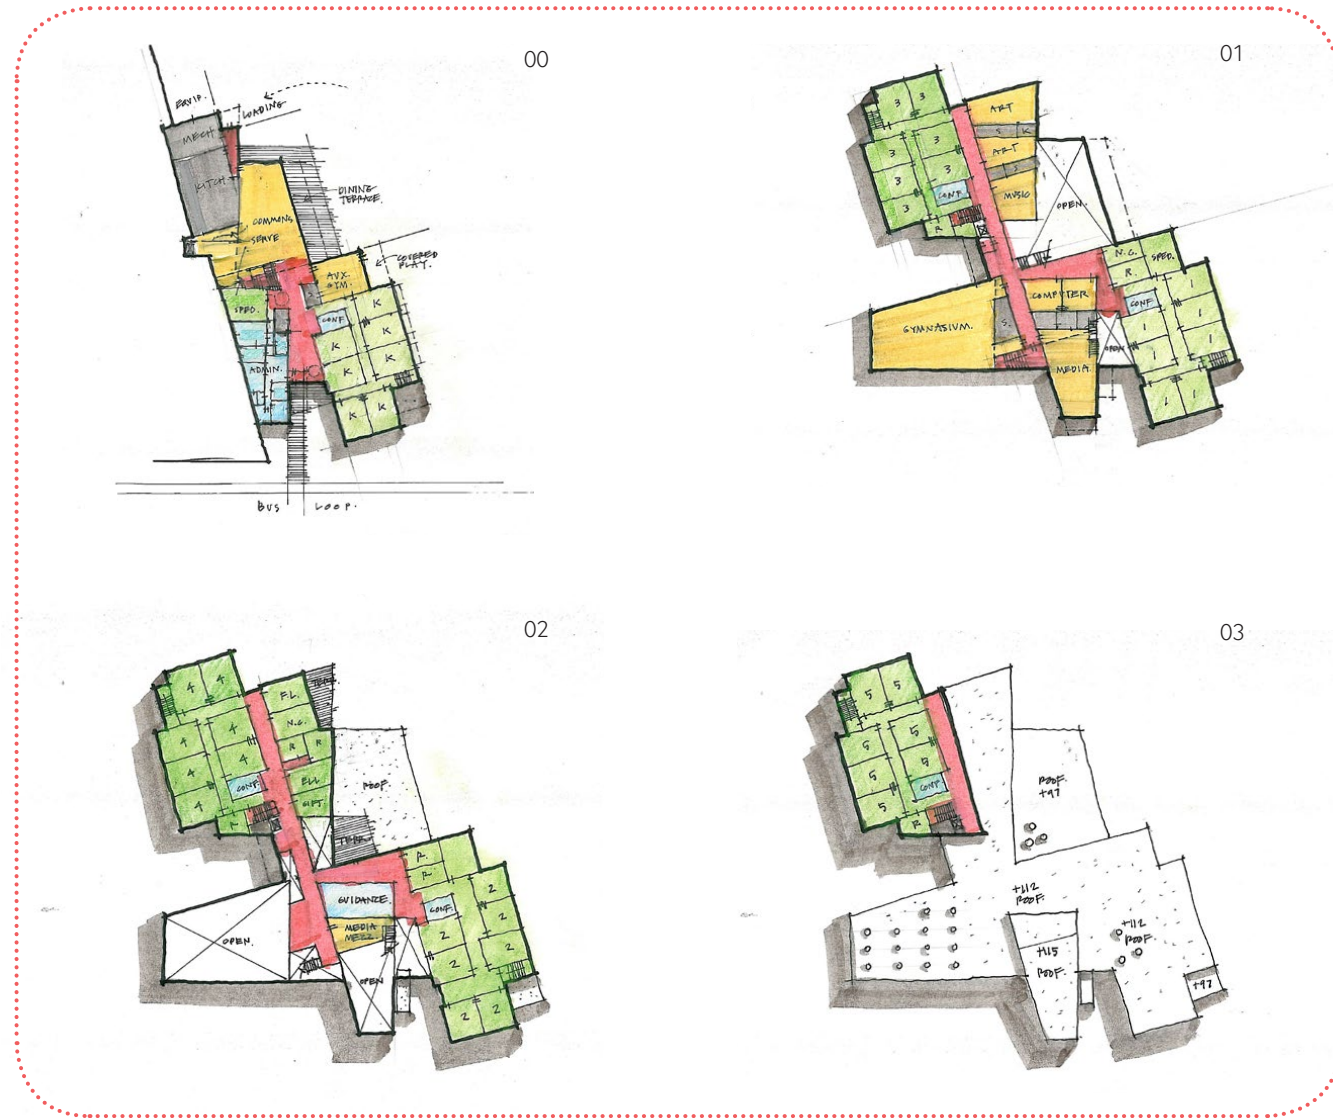 00
EQUIP.
LOADING
MECH
KITCH.
DINING
TERRACE.
COMMONS
SERVE
COVERED
PLAY.
AUX.
GYM.
S.
SPED.
CONF.
K
K
K
K
K
K
K
ADMIN.
BUS LOOP.
01
3 3
ART
S K
3
3
ART
S
3
3
CONF.
MUSIC
3
R
OPEN.
N.G.
SPED.
R.
COMPUTER
CONF.
1
GYMNASIUM.
S.
1
1
OPEN
1
1
MEDIA
1 1
02
4 4
F.L.
TERR.
N.G.
4
4
R R
4
CONF.
ELL
GIFT
ROOF.
4
R
TERR.
R.
R.
GUIDANCE.
CONF.
2
2
OPEN.
MEDIA
MEZZ.
2
2
2
OPEN
2 2
03
5 5
5
5
5
5
CONF.
5
R
ROOF.
+97
+112
ROOF.
+112
ROOF.
+115
ROOF.
+97